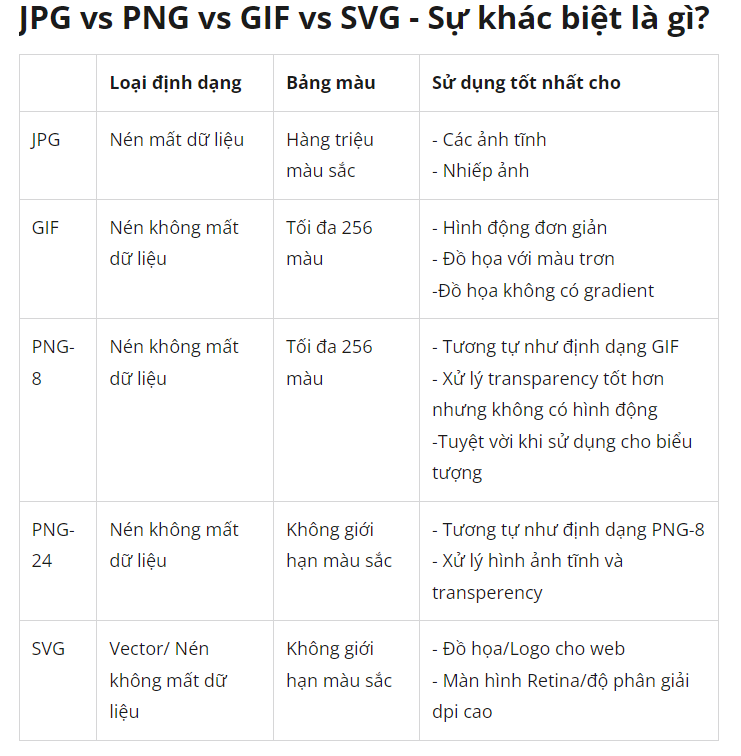 JPG vs PNG vs GIF vs SVG - Sự khác biệt là gì?
Loại định dạng Bảng màu Sử dụng tốt nhất cho
JPG Nén mất dữ liệu Hàng triệu - Các ảnh tĩnh
màu sắc - Nhiếp ảnh
GIF Nén không mất Tối đa 256 - Hình động đơn giản
dữ liệu màu - Đồ họa với màu trơn
-Đồ họa không có gradient
PNG- Nén không mất Tối đa 256 - Tương tự như định dạng GIF
8 dữ liệu màu - Xử lý transparency tốt hơn
nhưng không có hình động
-Tuyệt vời khi sử dụng cho biểu
tượng
PNG- Nén không mất Không giới - Tương tự như định dạng PNG-8
24 dữ liệu hạn màu sắc - Xử lý hình ảnh tĩnh và
transperency
SVG Vector/ Nén Không giới - Đồ họa/Logo cho web
không mất dữ hạn màu sắc - Màn hình Retina/độ phân giải
liệu dpi cao